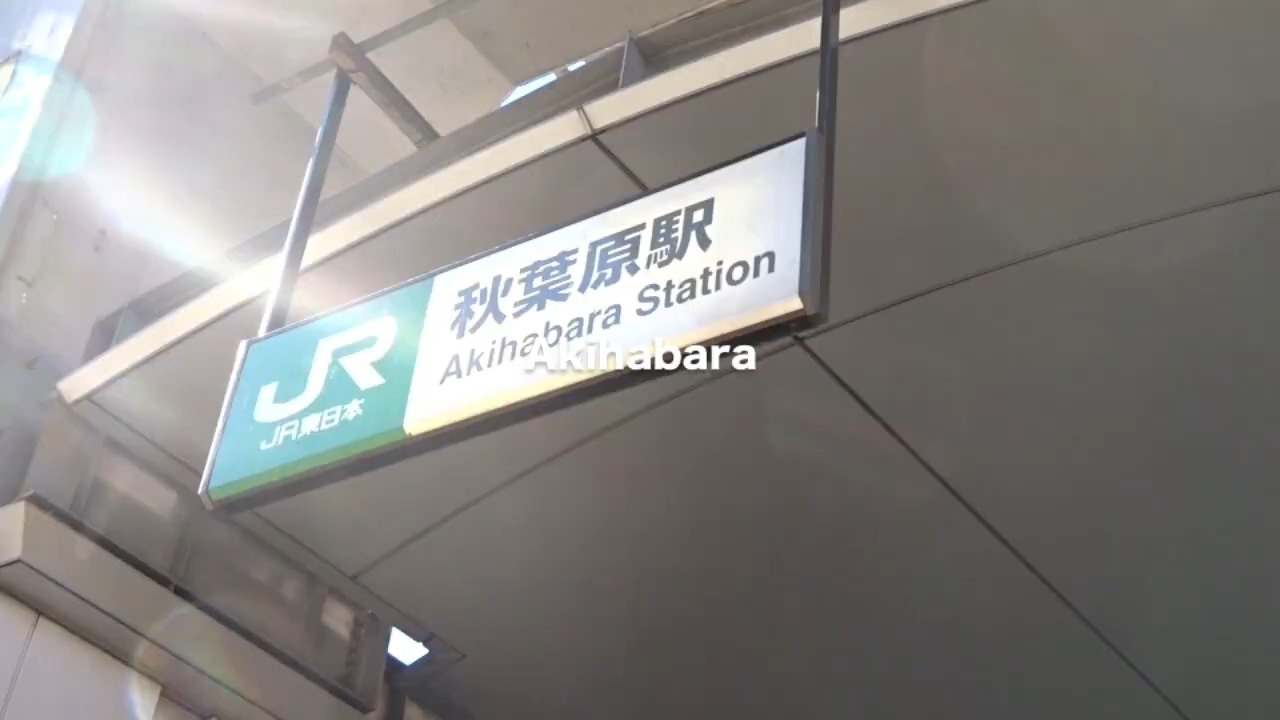 秋葉原駅
Akihabara Station
JR
JR東日本
Akihabara